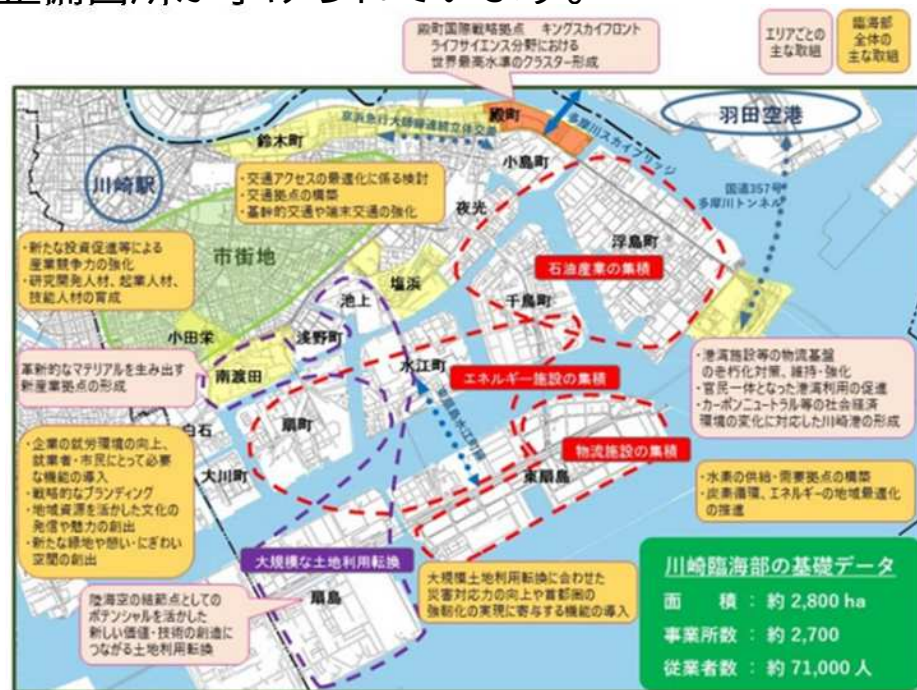 整備箇所が挙げられています。
殿町国際戦略拠点 キングスカイフロント
ライフサイエンス分野における
世界最高水準のクラスター形成
エリアごとの
主な取組
臨海部
全体の
主な取組
羽田空港
殿町
多摩川スカイブリッジ
京浜急行大師線連続立体交差
鈴木町
小島町
川崎駅
・交通アクセスの最適化に係る検討
・交通拠点の構築
・基幹的交通や端末交通の強化
夜光
国道357号
多摩川トンネル
浮島町
・新たな投資促進等による
産業競争力の強化
・研究開発人材、起業人材、
技能人材の育成
市街地
石油産業の集積
塩浜
池上
千鳥町
小田栄
浅野町
水江町
革新的なマテリアルを生み出す
新産業拠点の形成
南渡田
エネルギー施設の集積
・港湾施設等の物流基盤
の老朽化対策、維持・強化
・官民一体となった港湾利用の促進
・カーボンニュートラル等の社会経済
環境の変化に対応した川崎港の形成
白石
扇町
大川町
物流施設の集積
東扇島
・企業の就労環境の向上、
就業者・市民にとって必要
な機能の導入
・戦略的なブランディング
・地域資源を活かした文化の
発信や魅力の創出
・新たな緑地や憩い・にぎわい
空間の創出
・水素の供給・需要拠点の構築
・炭素循環、エネルギーの地域最適化
の推進
大規模な土地利用転換
扇島
大規模土地利用転換に合わせた
災害対応力の向上や首都圏の
強靭化の実現に寄与する機能の導入
陸海空の結節点としての
ポテンシャルを活かした
新しい価値・技術の創造に
つながる土地利用転換
川崎臨海部の基礎データ
面 積 : 約 2,800 ha
事業所数 : 約 2,700
従業者数 : 約 71,000 人